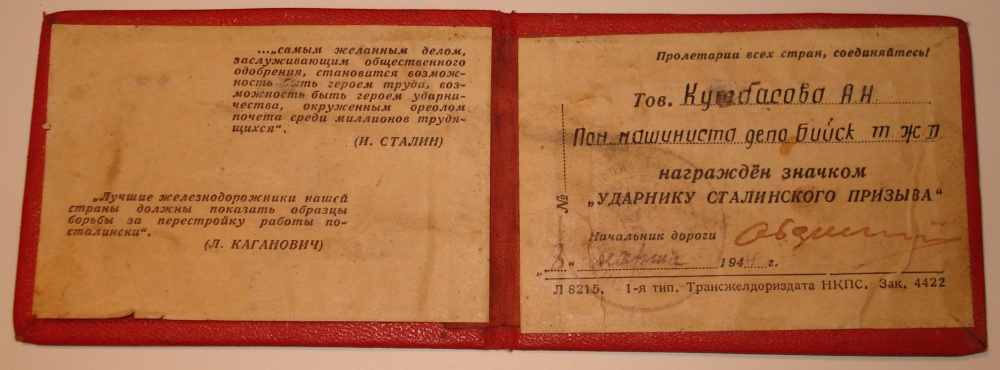 ...„самым желанным делом,
заслуживающим общественного
одобрения, становится возмож-
ность быть героем труда, воз-
можность быть героем ударни-
чества, окруженным ореолом
почета среди миллионов трудя-
щихся“.
(И. СТАЛИН)
„Лучшие железнодорожники нашей
страны должны показать образцы
борьбы за перестройку работы по-
сталински“.
(Л. КАГАНОВИЧ)
Пролетарии всех стран, соединяйтесь!
Тов. А Н
Пом машиниста депо Бийск т ж д
награждён значком
„УДАРНИКУ СТАЛИНСКОГО ПРИЗЫВА“
№
Начальник дороги
„8“ марта 194 г.
Л 8215. 1-я тип. Трансжелдориздата НКПС. Зак. 4422